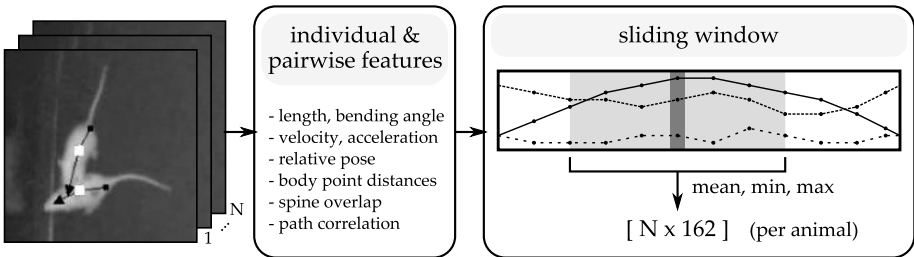 1
N
individual &
pairwise features
- length, bending angle
- velocity, acceleration
- relative pose
- body point distances
- spine overlap
- path correlation
sliding window
mean, min, max
[ N x 162 ] (per animal)